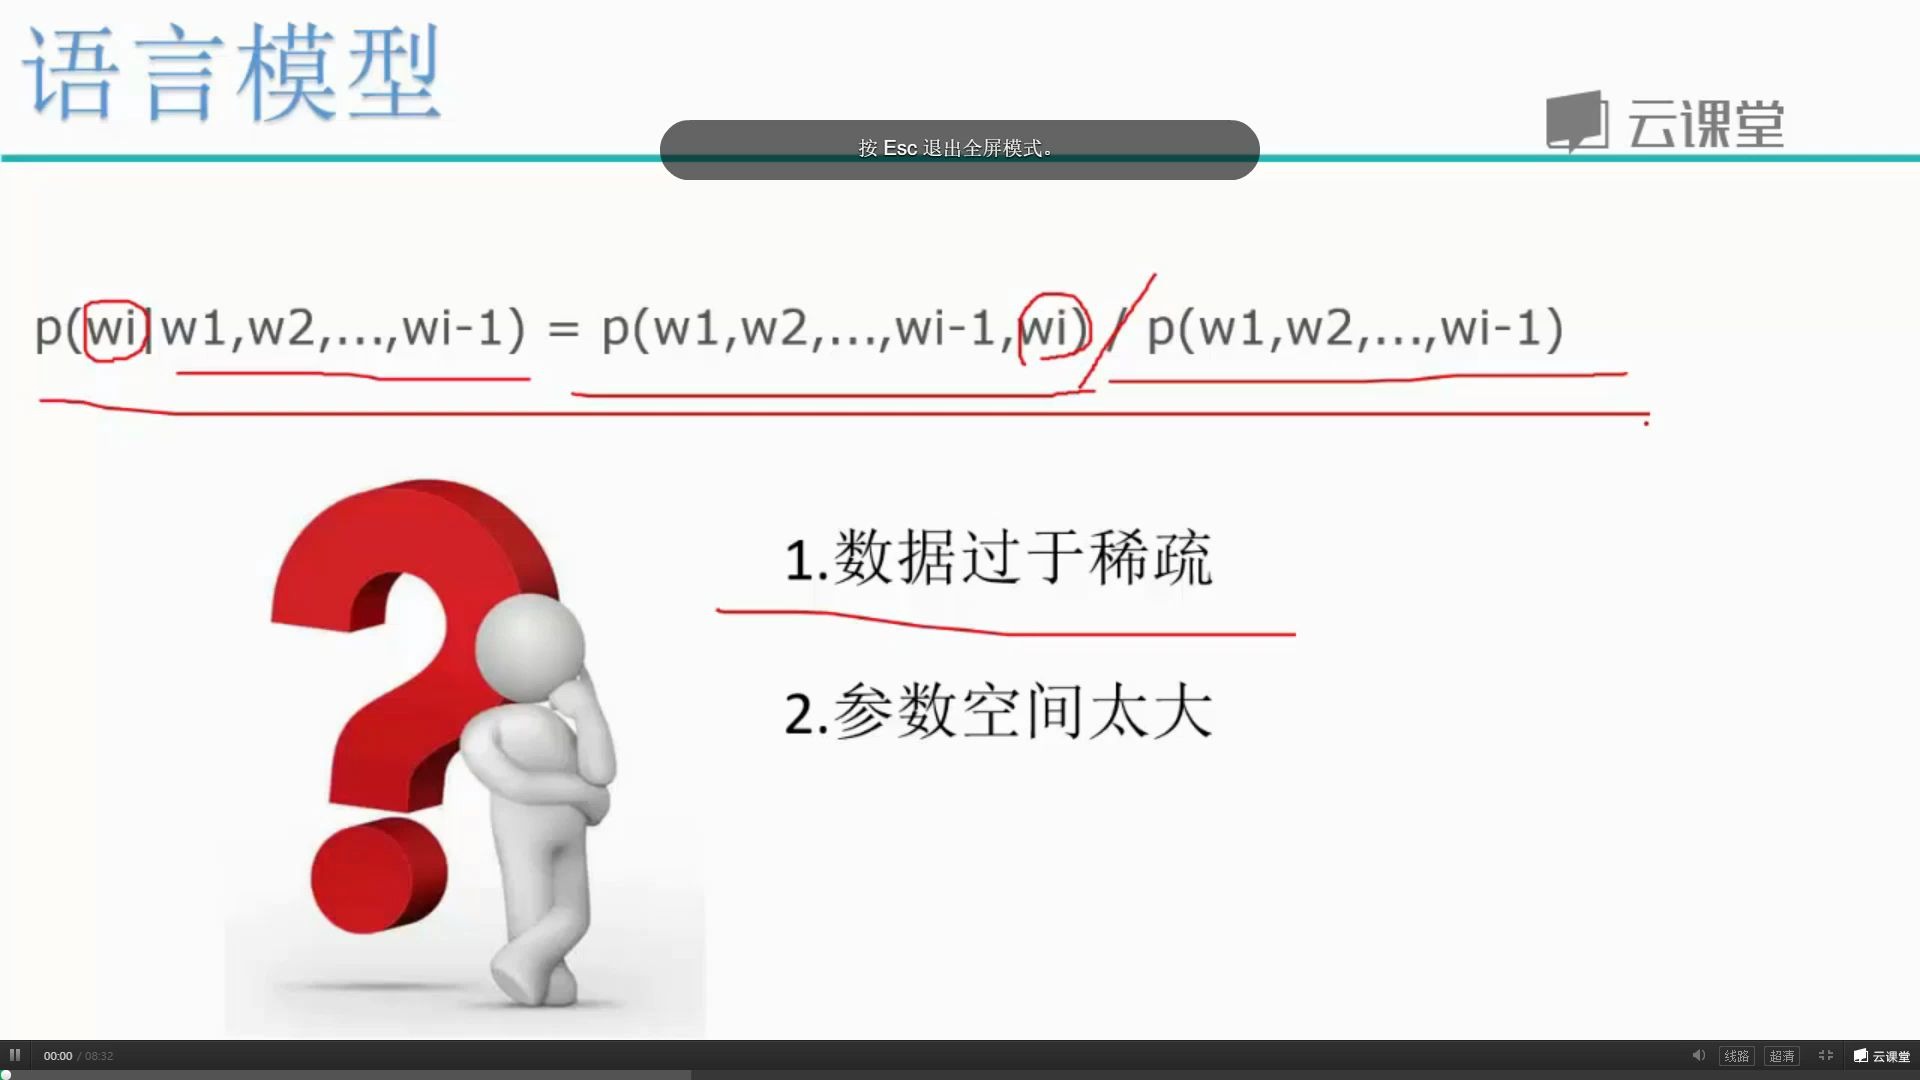 语言模型
云课堂
按 Esc 退出全屏模式。
p(wi|w1,w2,...,wi-1) = p(w1,w2,...,wi-1,wi) / p(w1,w2,...,wi-1)
1.数据过于稀疏
2.参数空间太大
00:00 / 08:32
线路 超清 云课堂